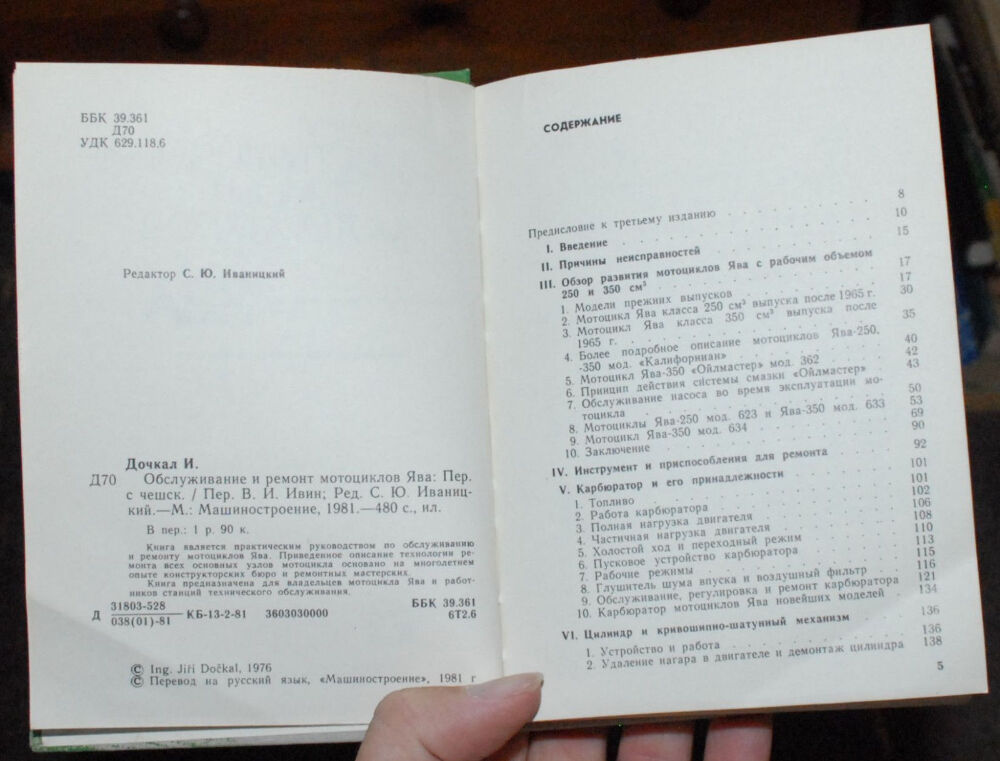 ББК 39.361
Д70
УДК 629.118.6
Редактор С. Ю. Иваницкий
Дочкал И.
Д70 Обслуживание и ремонт мотоциклов Ява: Пер.
с чешск. / Пер. В. И. Ивин; Ред. С. Ю. Иваниц-
кий.—М.: Машиностроение, 1981.—480 с., ил.
В пер.: 1 р. 90 к.
Книга является практическим руководством по обслуживанию
и ремонту мотоциклов Ява. Приведенное описание технологии ре-
монта всех основных узлов мотоцикла основано на многолетнем
опыте конструкторских бюро и ремонтных мастерских.
Книга предназначена для владельцев мотоцикла Ява и работ-
ников станций технического обслуживания.
Д 31803-528
038(01)-81 КБ-13-2-81 3603030000
ББК 39.361
6Т2.6
© Ing. Jiří Dočkal, 1976
© Перевод на русский язык, «Машиностроение», 1981 г
СОДЕРЖАНИЕ
Предисловие к третьему изданию 8
I. Введение 10
II. Причины неисправностей 15
III. Обзор развития мотоциклов Ява с рабочим объемом
250 и 350 см³ 17
1. Модели прежних выпусков 17
2. Мотоцикл Ява класса 250 см³ выпуска после 1965 г. 30
3. Мотоцикл Ява класса 350 см³ выпуска после
1965 г. 35
4. Более подробное описание мотоциклов Ява-250,
-350 мод. «Калифорниан» 40
5. Мотоцикл Ява-350 «Ойлмастер» мод. 362 42
6. Принцип действия системы смазки «Ойлмастер» 43
7. Обслуживание насоса во время эксплуатации мо-
тоцикла 50
8. Мотоциклы Ява-250 мод. 623 и Ява-350 мод. 633 53
9. Мотоцикл Ява-350 мод. 634 69
10. Заключение 90
IV. Инструмент и приспособления для ремонта 92
V. Карбюратор и его принадлежности 101
1. Топливо 101
2. Работа карбюратора 102
3. Полная нагрузка двигателя 106
4. Частичная нагрузка двигателя 108
5. Холостой ход и переходный режим 110
6. Пусковое устройство карбюратора 113
7. Рабочие режимы 115
8. Глушитель шума впуска и воздушный фильтр 116
9. Обслуживание, регулировка и ремонт карбюратора 121
10. Карбюратор мотоциклов Ява новейших моделей 134
VI. Цилиндр и кривошипно-шатунный механизм 136
1. Устройство и работа 136
2. Удаление нагара в двигателе и демонтаж цилиндра 138
5